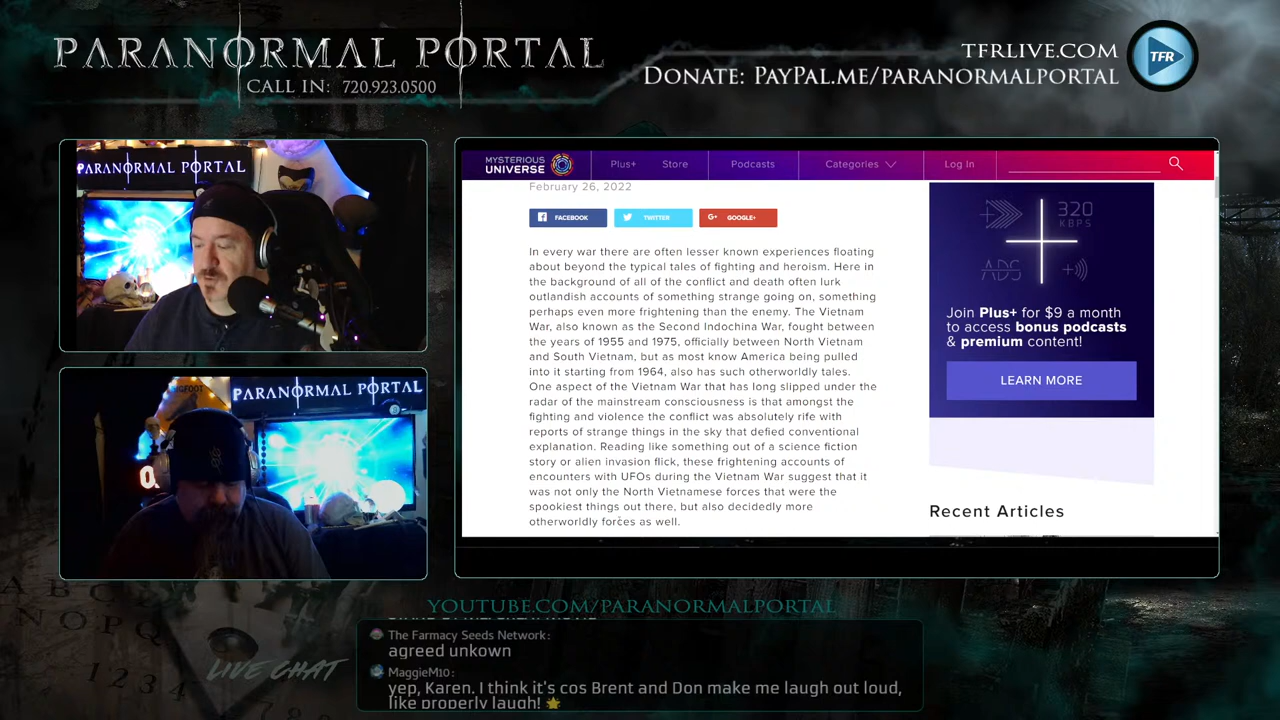 PARANORMAL PORTAL
CALL IN: 720.923.0500
TFRLIVE.COM
DONATE: PAYPAL.ME/PARANORMALPORTAL
TFR
PARANORMAL PORTAL
PARANORMAL PORTAL
MYSTERIOUS
UNIVERSE
Plus+ Store Podcasts Categories Log In
February 26, 2022
FACEBOOK TWITTER GOOGLE+
In every war there are often lesser known experiences floating
about beyond the typical tales of fighting and heroism. Here in
the background of all of the conflict and death often lurk
outlandish accounts of something strange going on, something
perhaps even more frightening than the enemy. The Vietnam
War, also known as the Second Indochina War, fought between
the years of 1955 and 1975, officially between North Vietnam
and South Vietnam, but as most know America being pulled
into it starting from 1964, also has such otherworldly tales.
One aspect of the Vietnam War that has long slipped under the
radar of the mainstream consciousness is that amongst the
fighting and violence the conflict was absolutely rife with
reports of strange things in the sky that defied conventional
explanation. Reading like something out of a science fiction
story or alien invasion flick, these frightening accounts of
encounters with UFOs during the Vietnam War suggest that it
was not only the North Vietnamese forces that were the
spookiest things out there, but also decidedly more
otherworldly forces as well.
320
KBPS
ADS
Join Plus+ for $9 a month
to access bonus podcasts
& premium content!
LEARN MORE
Recent Articles
YOUTUBE.COM/PARANORMALPORTAL
LIVE CHAT
The Farmacy Seeds Network:
agreed unkown
MaggieM10:
yep, Karen. I think it's cos Brent and Don make me laugh out loud,
like properly laugh!